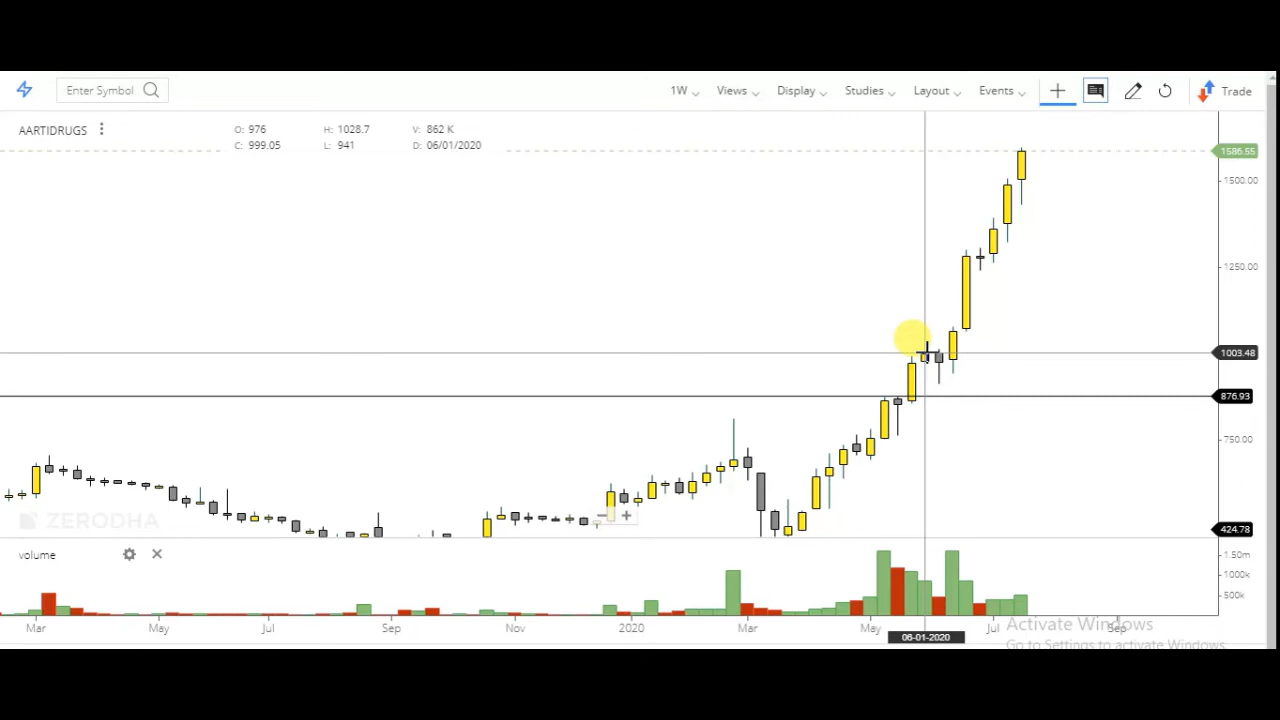 Enter Symbol 1W Views Display Studies Layout Events Trade
AARTIDRUGS O: 976 H: 1028.7 V: 862 K
C: 999.05 L: 941 D: 06/01/2020
1586.55
1500.00
1250.00
1003.48
876.93
750.00
ZERODHA
424.78
volume
1.50m
1000k
500k
Mar May Jul Sep Nov 2020 Mar May Jul Sep
06-01-2020
Activate Windows
Go to Settings to activate Windows.